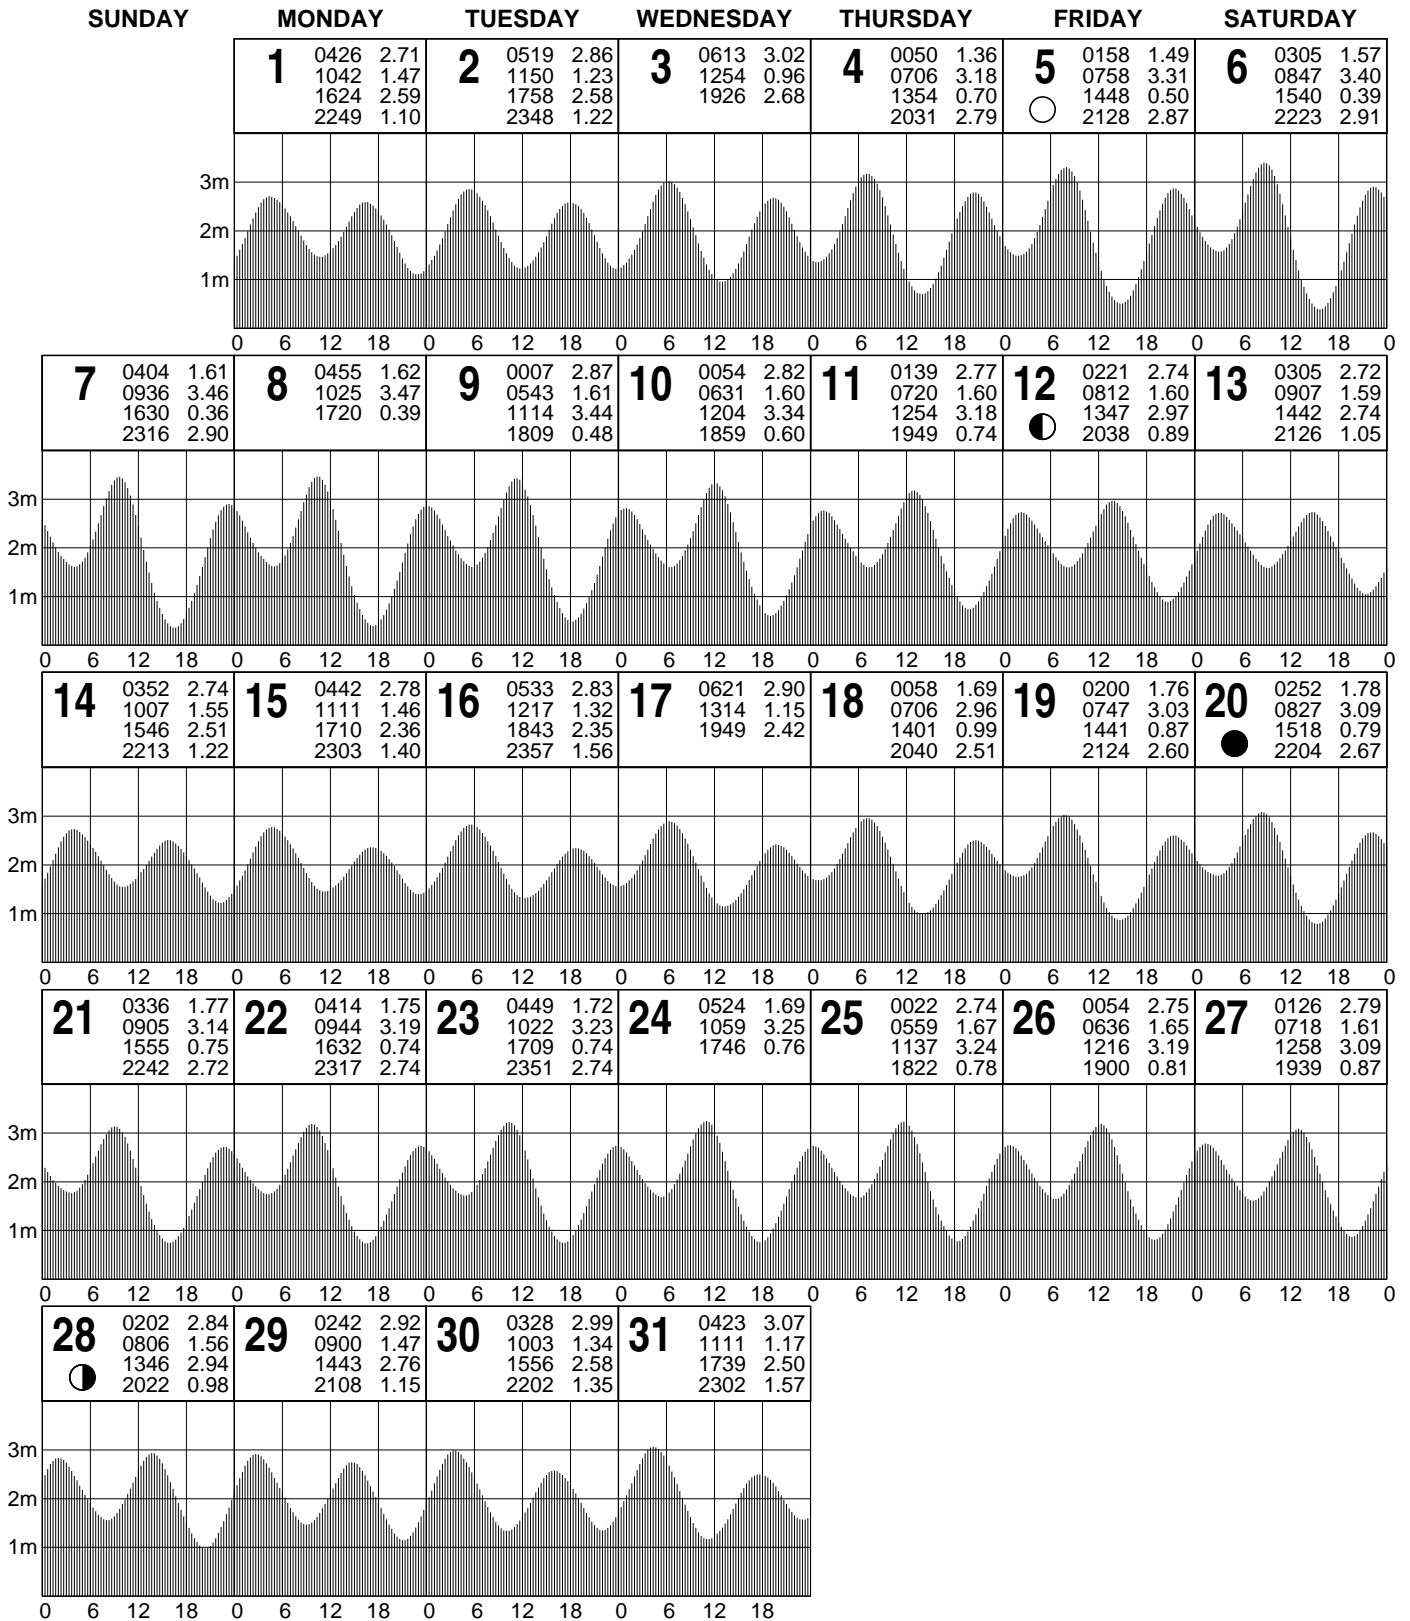 SUNDAY MONDAY TUESDAY WEDNESDAY THURSDAY FRIDAY SATURDAY
1 0426 2.71
1042 1.47
1624 2.59
2249 1.10
2 0519 2.86
1150 1.23
1758 2.58
2348 1.22
3 0613 3.02
1254 0.96
1926 2.68
4 0050 1.36
0706 3.18
1354 0.70
2031 2.79
5 0158 1.49
0758 3.31
1448 0.50
2128 2.87
6 0305 1.57
0847 3.40
1540 0.39
2223 2.91
3m
2m
1m
0 6 12 18 0 6 12 18 0 6 12 18 0 6 12 18 0 6 12 18 0 6 12 18 0
7 0404 1.61
0936 3.46
1630 0.36
2316 2.90
8 0455 1.62
1025 3.47
1720 0.39
9 0007 2.87
0543 1.61
1114 3.44
1809 0.48
10 0054 2.82
0631 1.60
1204 3.34
1859 0.60
11 0139 2.77
0720 1.60
1254 3.18
1949 0.74
12 0221 2.74
0812 1.60
1347 2.97
2038 0.89
13 0305 2.72
0907 1.59
1442 2.74
2126 1.05
3m
2m
1m
0 6 12 18 0 6 12 18 0 6 12 18 0 6 12 18 0 6 12 18 0 6 12 18 0 6 12 18 0
14 0352 2.74
1007 1.55
1546 2.51
2213 1.22
15 0442 2.78
1111 1.46
1710 2.36
2303 1.40
16 0533 2.83
1217 1.32
1843 2.35
2357 1.56
17 0621 2.90
1314 1.15
1949 2.42
18 0058 1.69
0706 2.96
1401 0.99
2040 2.51
19 0200 1.76
0747 3.03
1441 0.87
2124 2.60
20 0252 1.78
0827 3.09
1518 0.79
2204 2.67
3m
2m
1m
0 6 12 18 0 6 12 18 0 6 12 18 0 6 12 18 0 6 12 18 0 6 12 18 0 6 12 18 0
21 0336 1.77
0905 3.14
1555 0.75
2242 2.72
22 0414 1.75
0944 3.19
1632 0.74
2317 2.74
23 0449 1.72
1022 3.23
1709 0.74
2351 2.74
24 0524 1.69
1059 3.25
1746 0.76
25 0022 2.74
0559 1.67
1137 3.24
1822 0.78
26 0054 2.75
0636 1.65
1216 3.19
1900 0.81
27 0126 2.79
0718 1.61
1258 3.09
1939 0.87
3m
2m
1m
0 6 12 18 0 6 12 18 0 6 12 18 0 6 12 18 0 6 12 18 0 6 12 18 0 6 12 18 0
28 0202 2.84
0806 1.56
1346 2.94
2022 0.98
29 0242 2.92
0900 1.47
1443 2.76
2108 1.15
30 0328 2.99
1003 1.34
1556 2.58
2202 1.35
31 0423 3.07
1111 1.17
1739 2.50
2302 1.57
3m
2m
1m
0 6 12 18 0 6 12 18 0 6 12 18 0 6 12 18